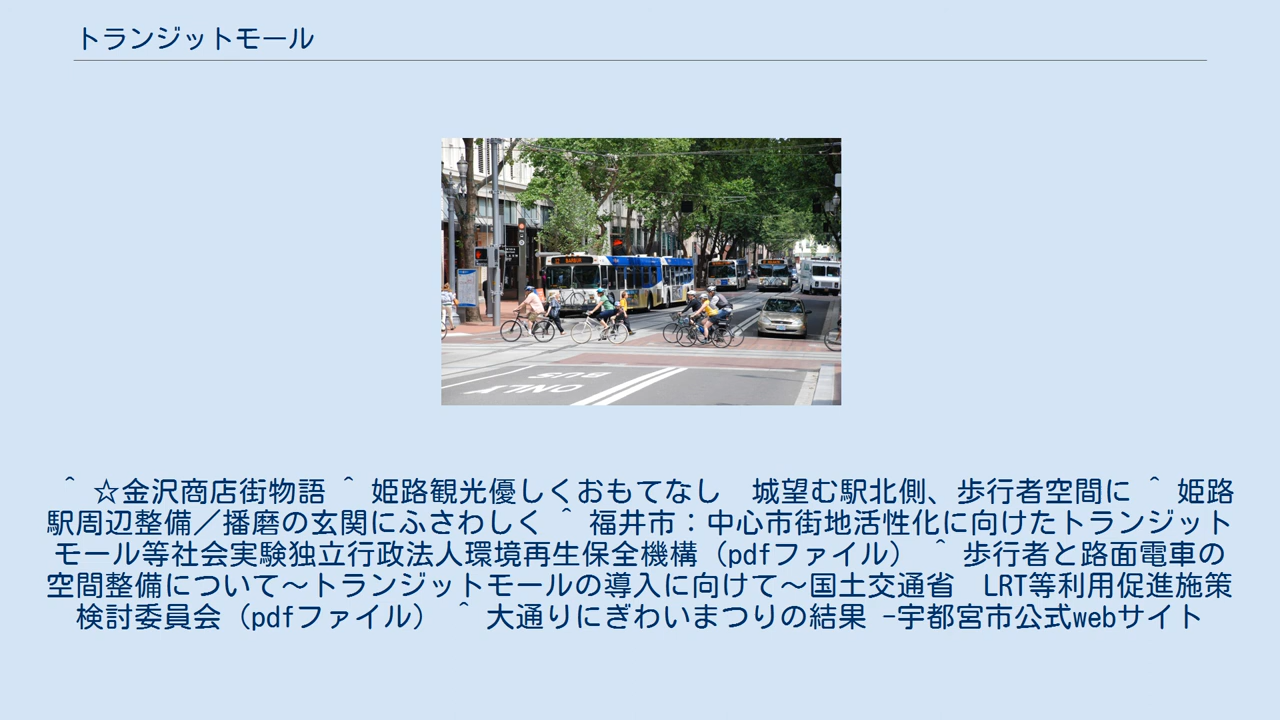 トランジットモール
BUS
ONLY
＾ ☆金沢商店街物語 ＾ 姫路観光優しくおもてなし　城望む駅北側、歩行者空間に ＾ 姫路
駅周辺整備／播磨の玄関にふさわしく ＾ 福井市：中心市街地活性化に向けたトランジット
モール等社会実験独立行政法人環境再生保全機構（pdfファイル） ＾ 歩行者と路面電車の
空間整備について～トランジットモールの導入に向けて～国土交通省　LRT等利用促進施策
検討委員会（pdfファイル） ＾ 大通りにぎわいまつりの結果 -宇都宮市公式webサイト